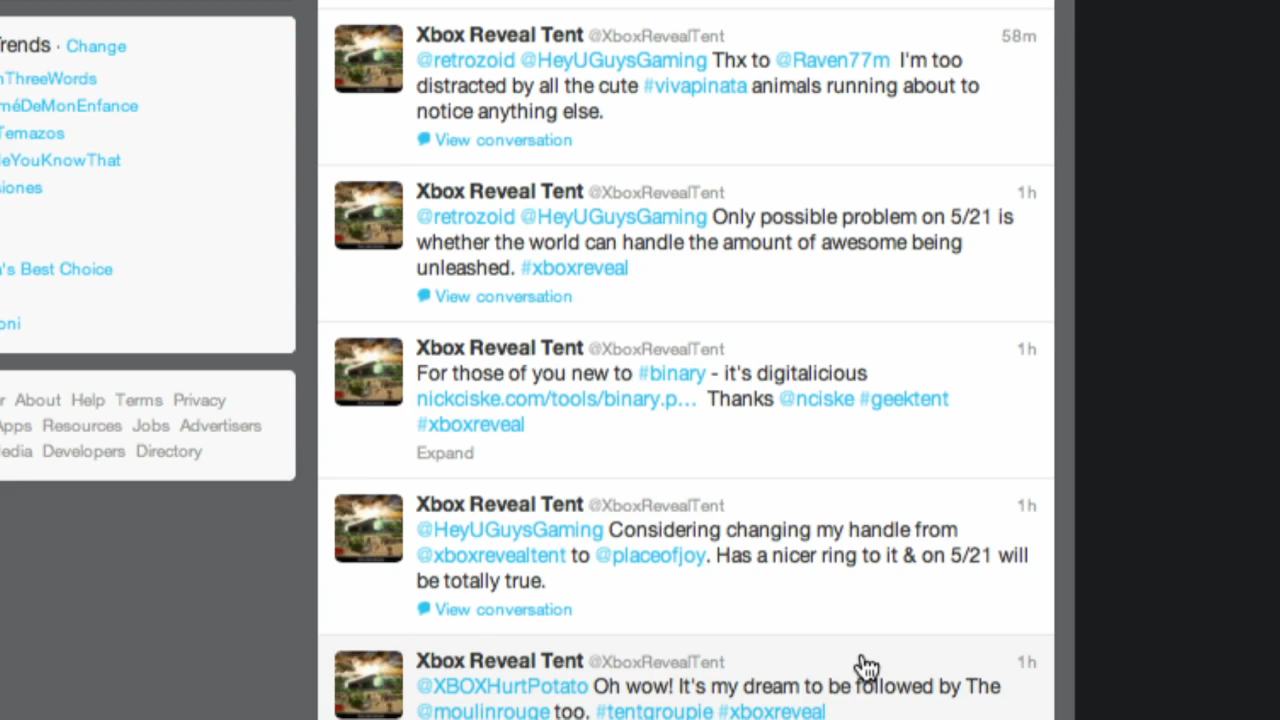 Trends · Change
nThreeWords
méDeMonEnfance
Temazos
eYouKnowThat
siones
's Best Choice
oni
r About Help Terms Privacy
Apps Resources Jobs Advertisers
edia Developers Directory
Xbox Reveal Tent @XboxRevealTent 58m
@retrozoid @HeyUGuysGaming Thx to @Raven77m I'm too
distracted by all the cute #vivapinata animals running about to
notice anything else.
View conversation
Xbox Reveal Tent @XboxRevealTent 1h
@retrozoid @HeyUGuysGaming Only possible problem on 5/21 is
whether the world can handle the amount of awesome being
unleashed. #xboxreveal
View conversation
Xbox Reveal Tent @XboxRevealTent 1h
For those of you new to #binary - it's digitalicious
nickciske.com/tools/binary.p... Thanks @nciske #geektent
#xboxreveal
Expand
Xbox Reveal Tent @XboxRevealTent 1h
@HeyUGuysGaming Considering changing my handle from
@xboxrevealtent to @placeofjoy. Has a nicer ring to it & on 5/21 will
be totally true.
View conversation
Xbox Reveal Tent @XboxRevealTent 1h
@XBOXHurtPotato Oh wow! It's my dream to be followed by The
@moulinrouge too. #tentgroupie #xboxreveal